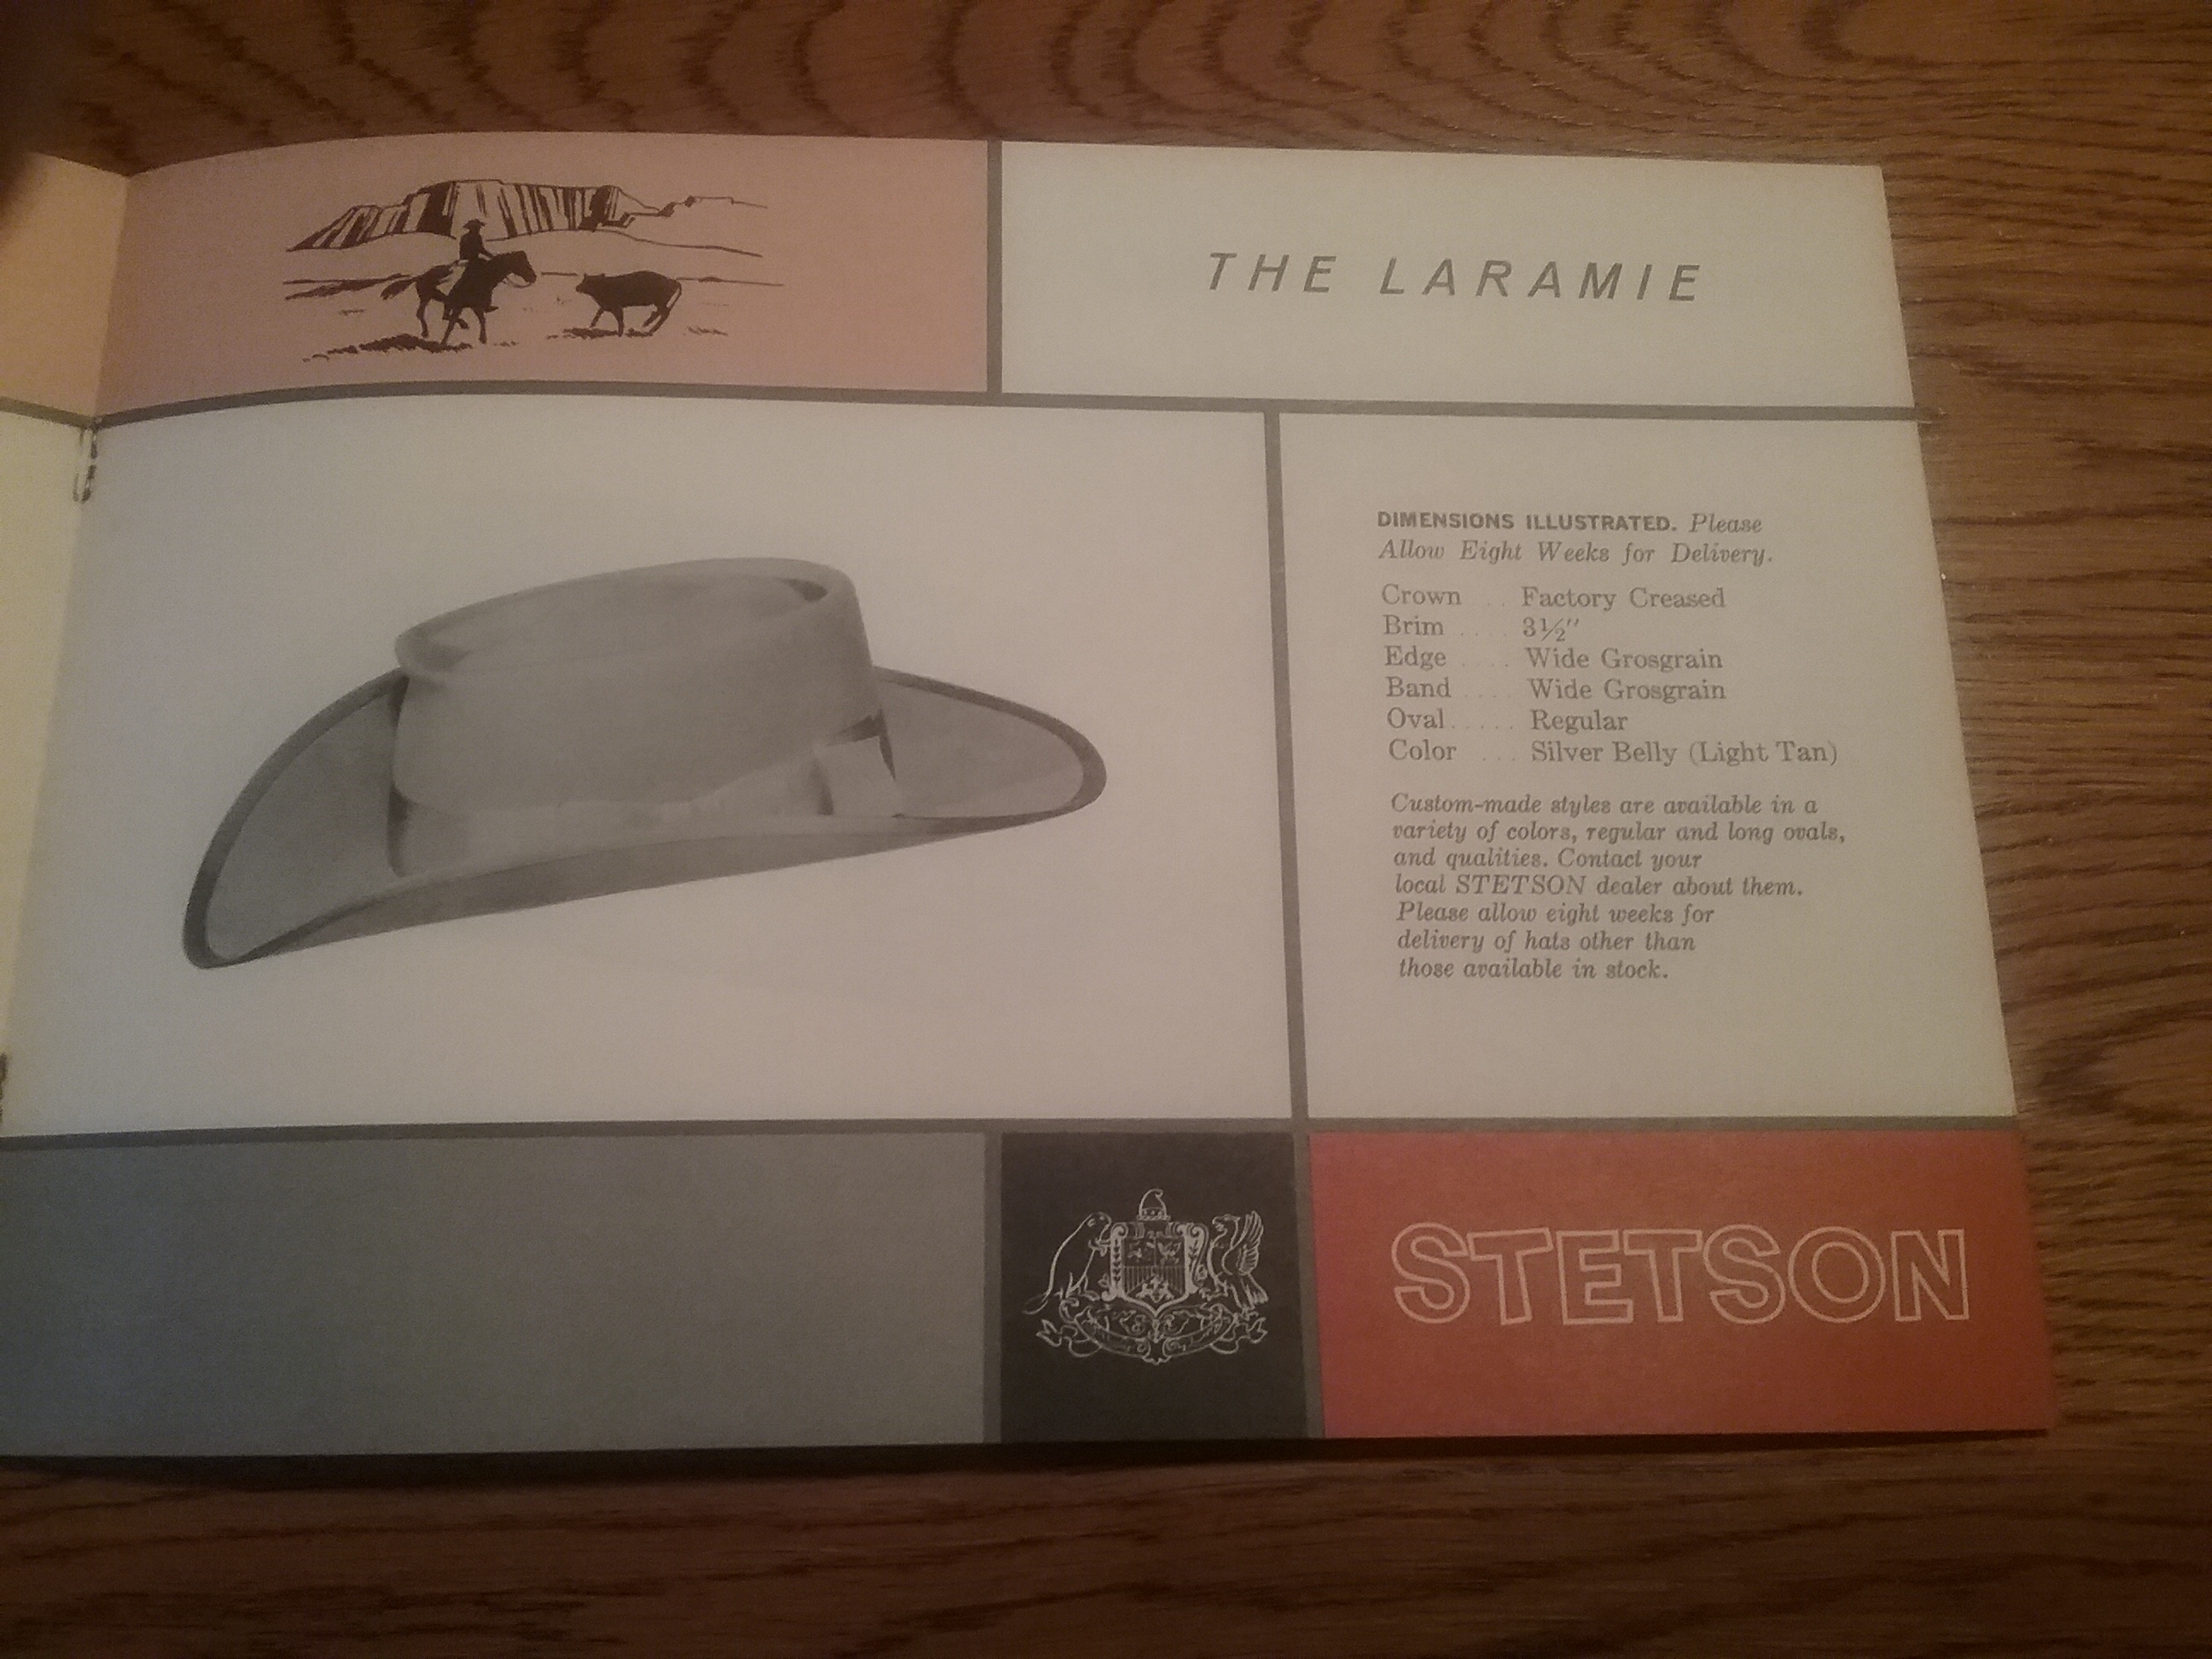 THE LARAMIE
DIMENSIONS ILLUSTRATED. Please
Allow Eight Weeks for Delivery.
Crown .. Factory Creased
Brim .... 3½"
Edge .... Wide Grosgrain
Band .... Wide Grosgrain
Oval ..... Regular
Color ... Silver Belly (Light Tan)
Custom-made styles are available in a
variety of colors, regular and long ovals,
and qualities. Contact your
local STETSON dealer about them.
Please allow eight weeks for
delivery of hats other than
those available in stock.
STETSON